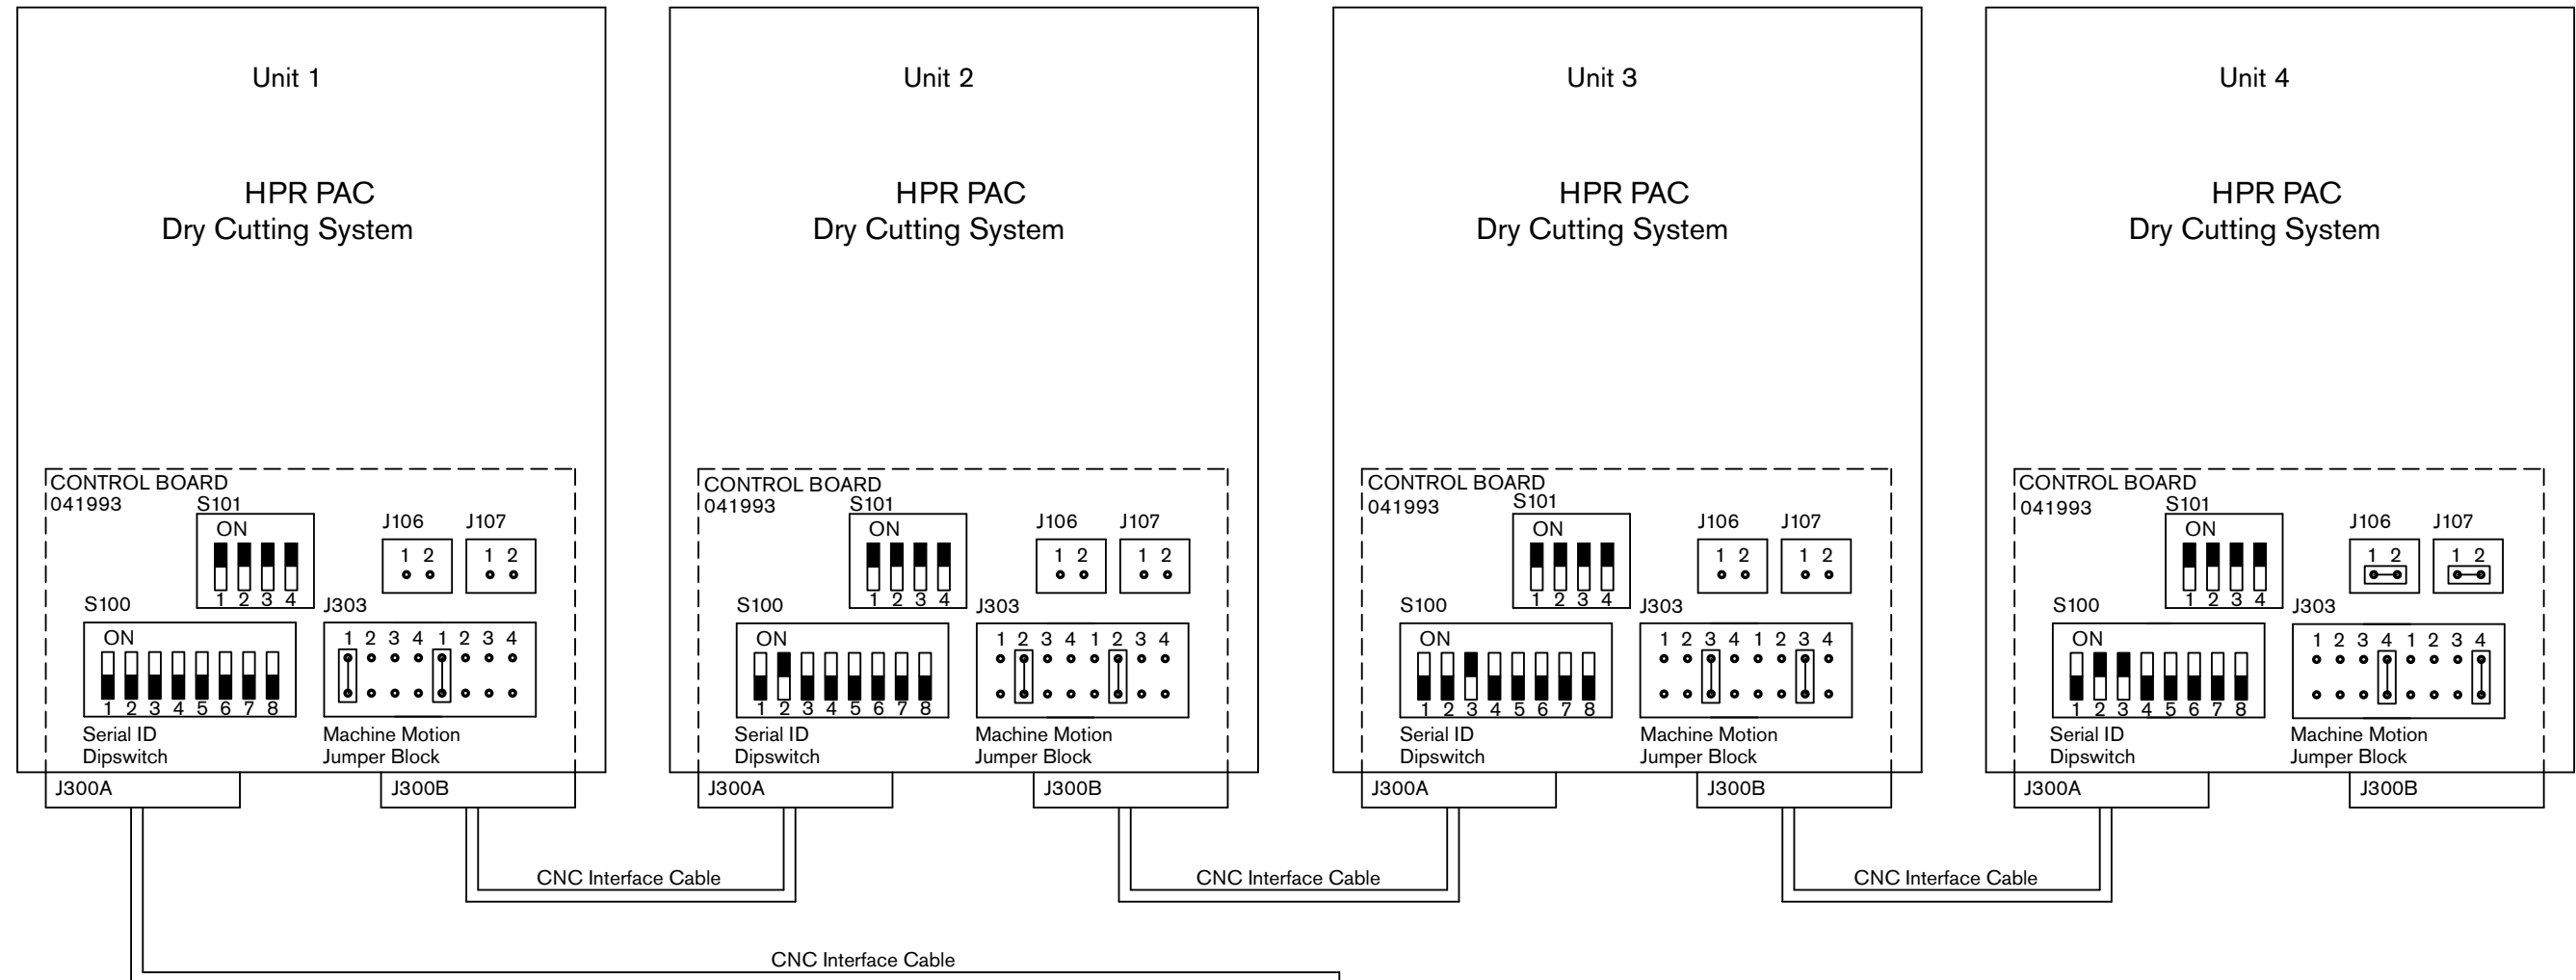 Unit 1
HPR PAC
Dry Cutting System
CONTROL BOARD
041993
S101
ON
1 2 3 4
J106
1 2
J107
1 2
S100
ON
1 2 3 4 5 6 7 8
Serial ID
Dipswitch
J303
1 2 3 4 1 2 3 4
Machine Motion
Jumper Block
J300A
J300B
Unit 2
HPR PAC
Dry Cutting System
CONTROL BOARD
041993
S101
ON
1 2 3 4
J106
1 2
J107
1 2
S100
ON
1 2 3 4 5 6 7 8
Serial ID
Dipswitch
J303
1 2 3 4 1 2 3 4
Machine Motion
Jumper Block
J300A
J300B
Unit 3
HPR PAC
Dry Cutting System
CONTROL BOARD
041993
S101
ON
1 2 3 4
J106
1 2
J107
1 2
S100
ON
1 2 3 4 5 6 7 8
Serial ID
Dipswitch
J303
1 2 3 4 1 2 3 4
Machine Motion
Jumper Block
J300A
J300B
Unit 4
HPR PAC
Dry Cutting System
CONTROL BOARD
041993
S101
ON
1 2 3 4
J106
1 2
J107
1 2
S100
ON
1 2 3 4 5 6 7 8
Serial ID
Dipswitch
J303
1 2 3 4 1 2 3 4
Machine Motion
Jumper Block
J300A
J300B
CNC Interface Cable
CNC Interface Cable
CNC Interface Cable
CNC Interface Cable